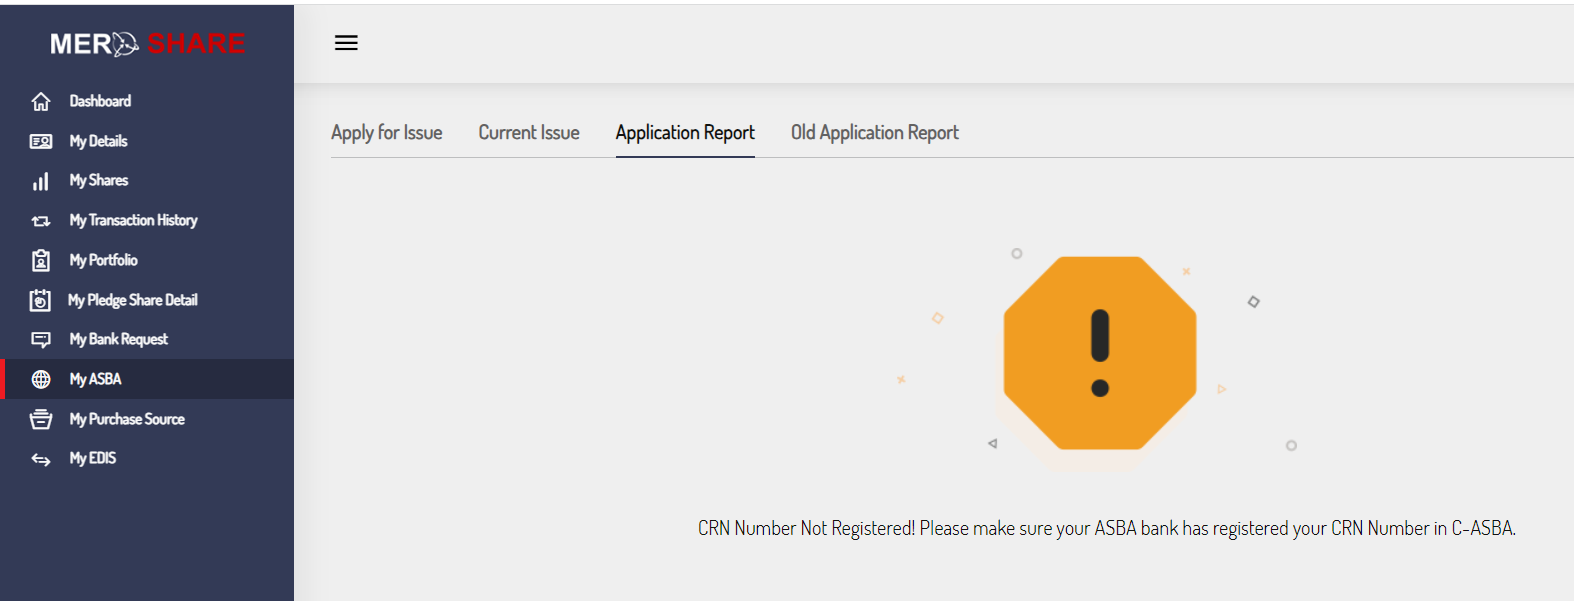 MERO SHARE
Dashboard
My Details
My Shares
My Transaction History
My Portfolio
My Pledge Share Detail
My Bank Request
My ASBA
My Purchase Source
My EDIS
Apply for Issue
Current Issue
Application Report
Old Application Report
CRN Number Not Registered! Please make sure your ASBA bank has registered your CRN Number in C-ASBA.